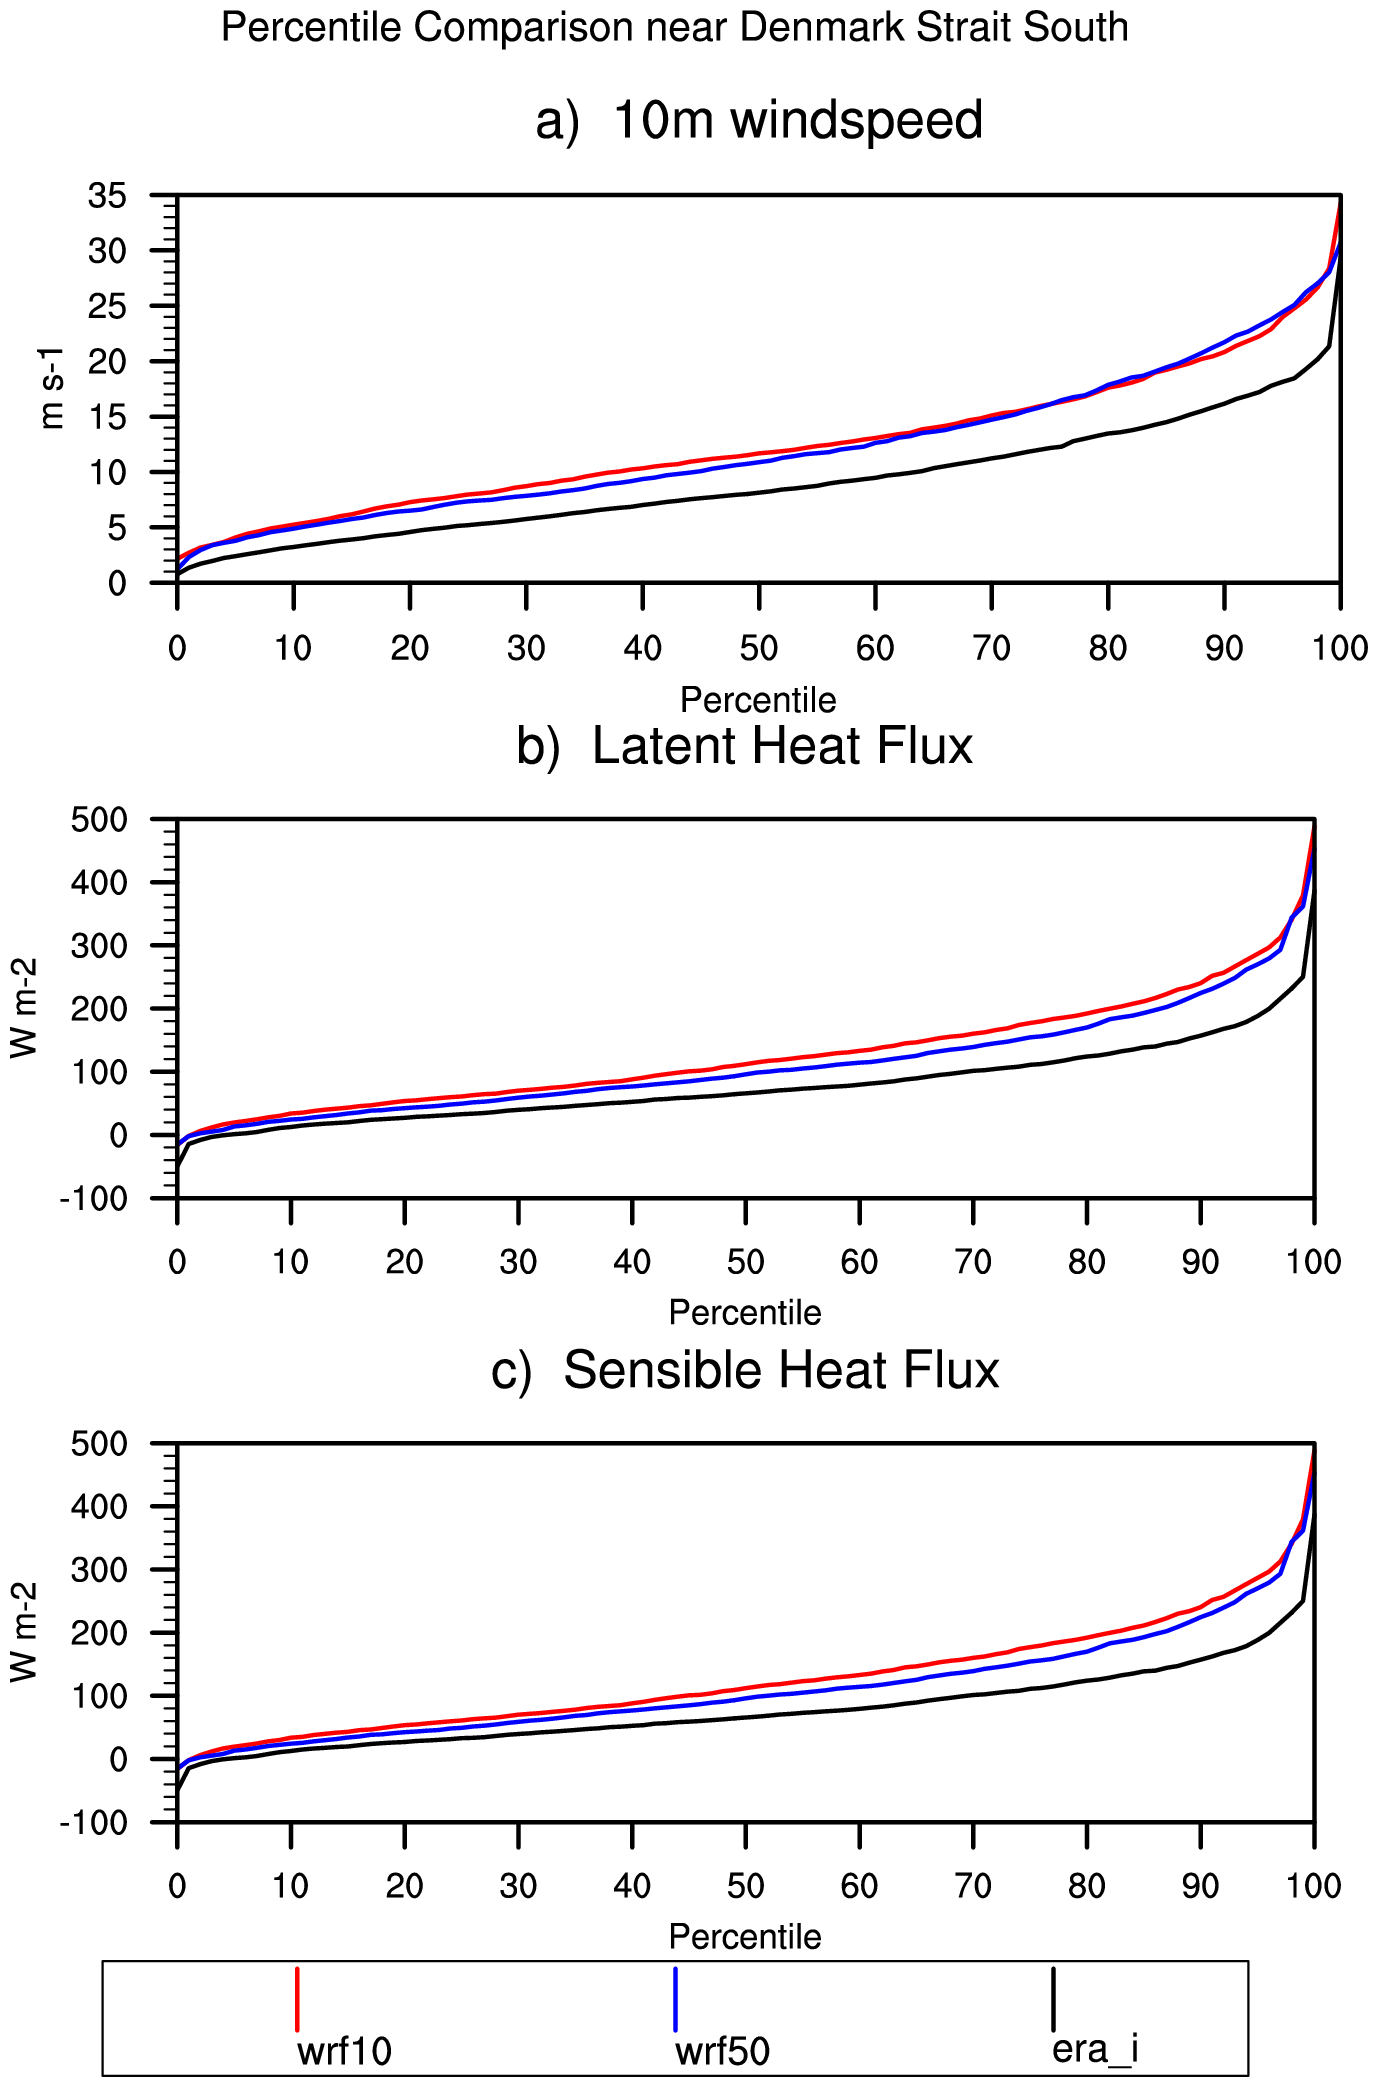 Percentile Comparison near Denmark Strait South
a) 10m windspeed
35
30
25
20
15
10
5
0
m s-1
0 10 20 30 40 50 60 70 80 90 100
Percentile
b) Latent Heat Flux
500
400
300
200
100
0
-100
W m-2
0 10 20 30 40 50 60 70 80 90 100
Percentile
c) Sensible Heat Flux
500
400
300
200
100
0
-100
W m-2
0 10 20 30 40 50 60 70 80 90 100
Percentile
wrf10 wrf50 era_i